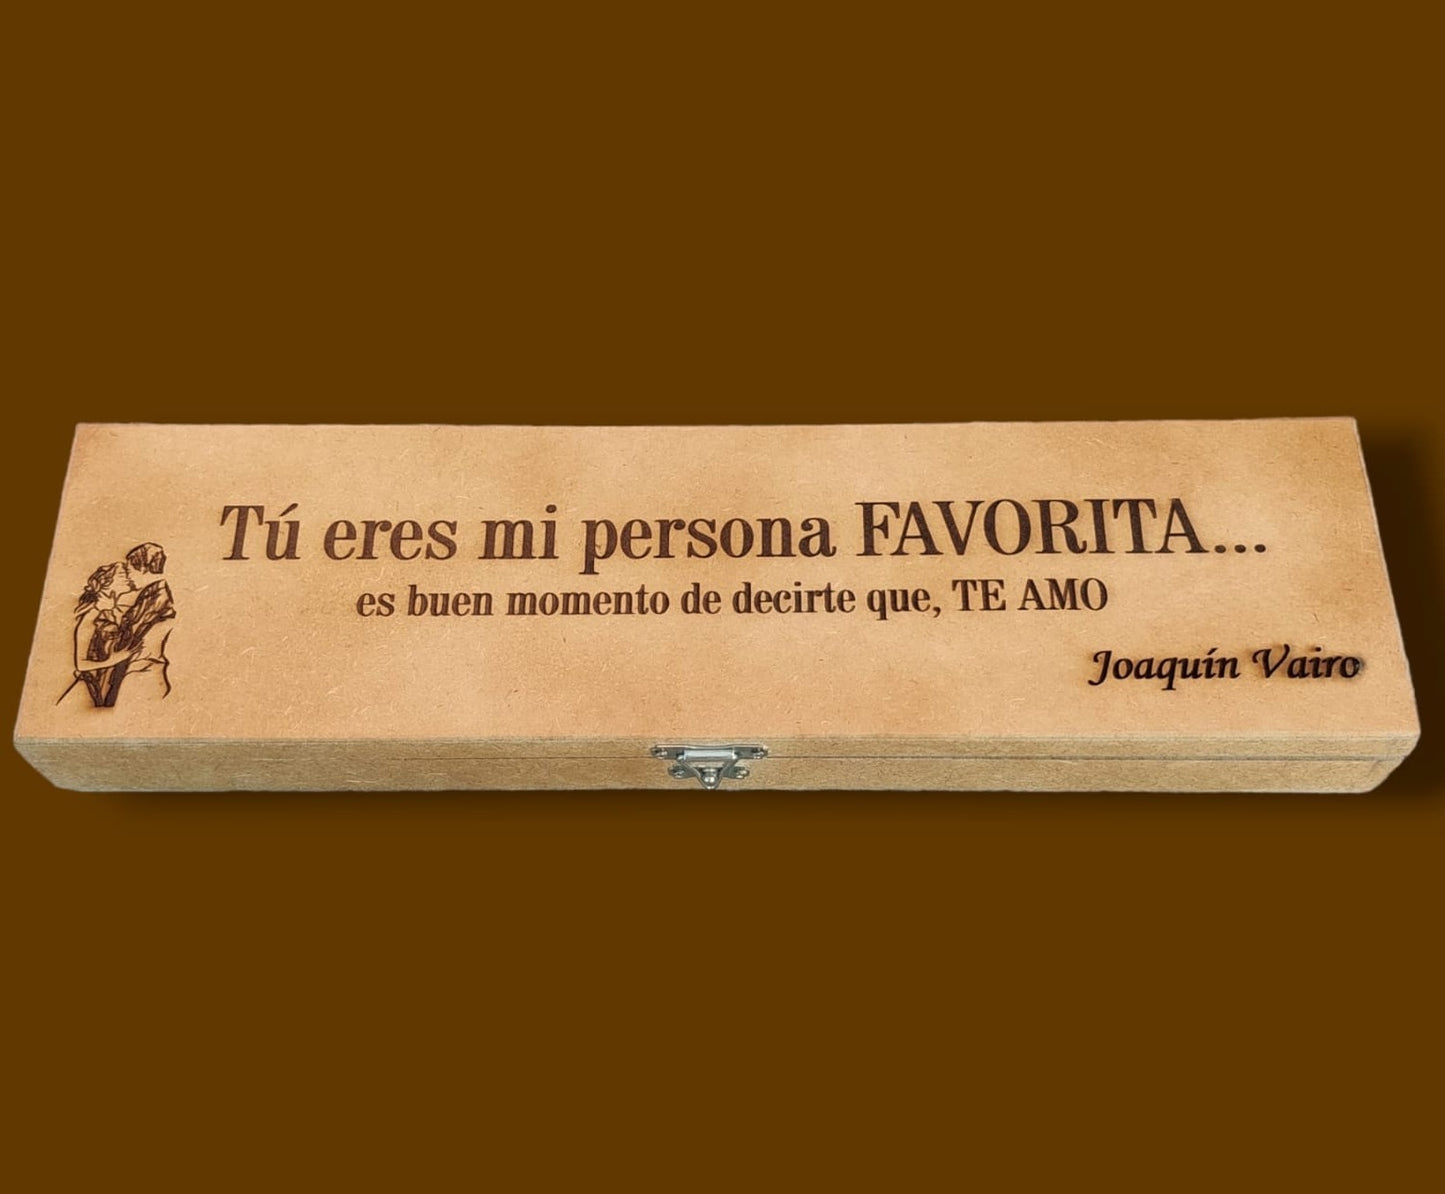 Tú eres mi persona FAVORITA...
es buen momento de decirte que, TE AMO
Joaquín Vairo